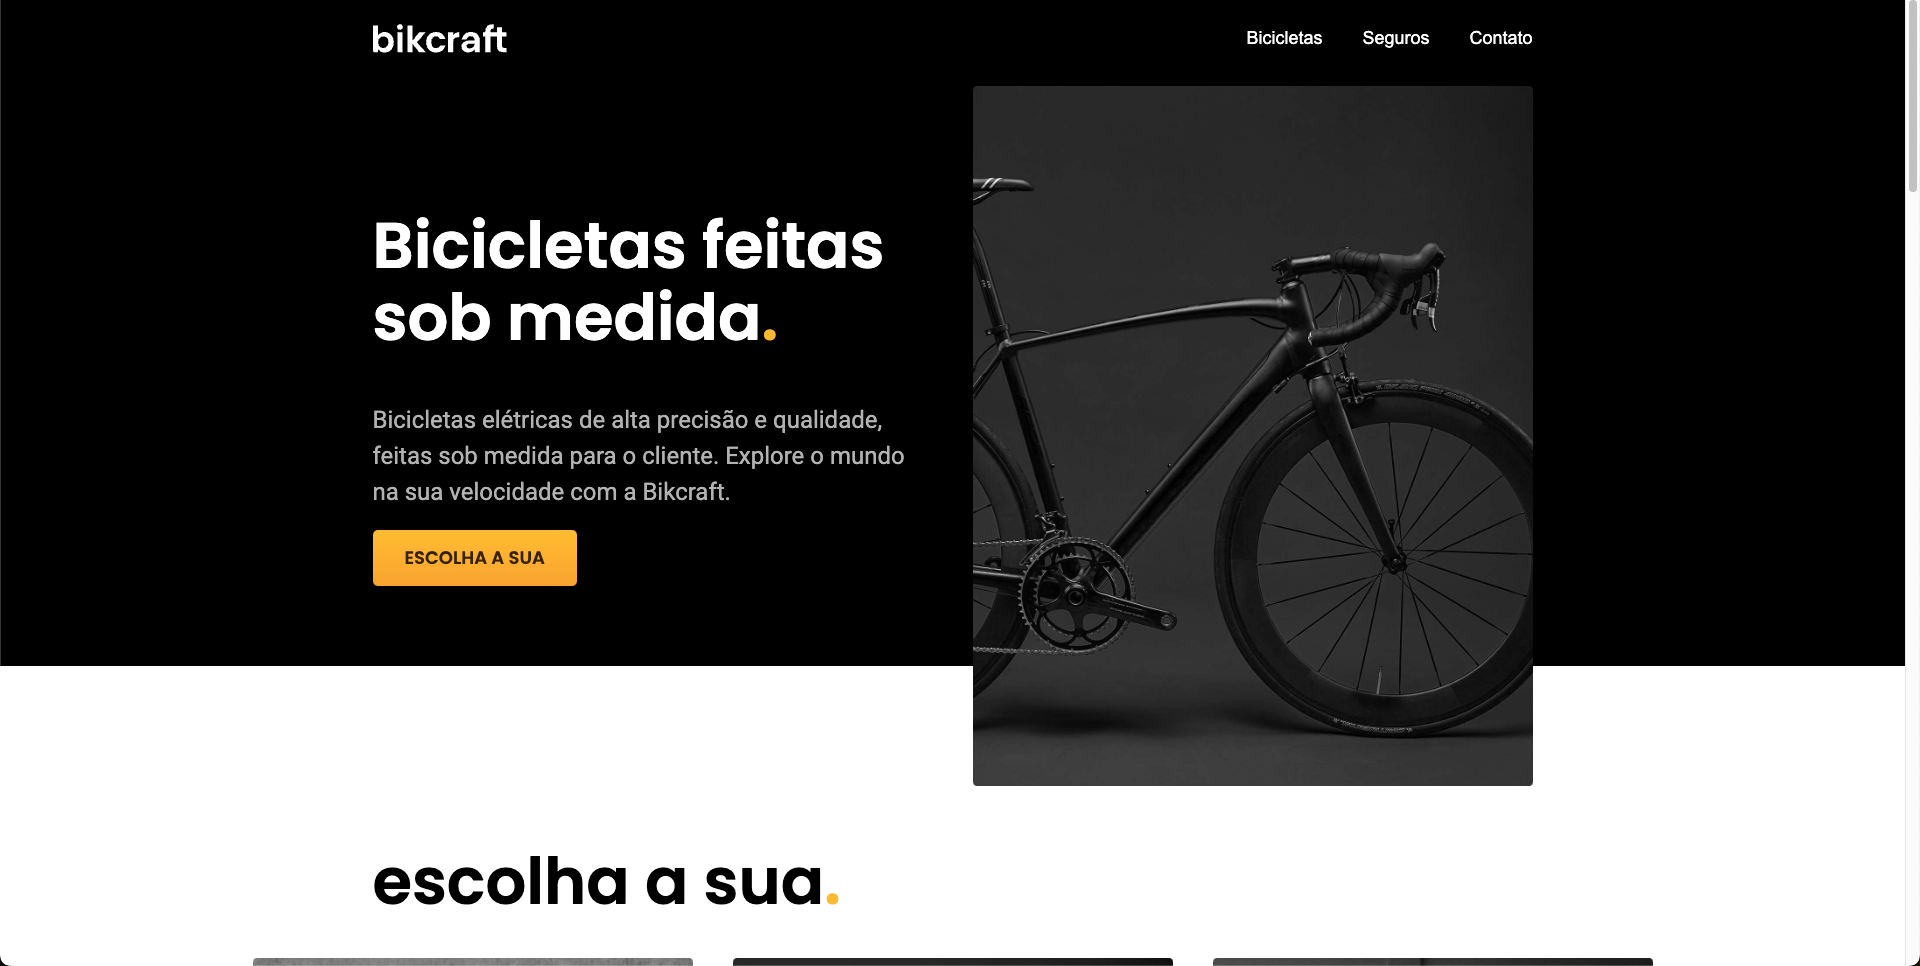 bikcraft
Bicicletas Seguros Contato
Bicicletas feitas
sob medida.
Bicicletas elétricas de alta precisão e qualidade,
feitas sob medida para o cliente. Explore o mundo
na sua velocidade com a Bikcraft.
ESCOLHA A SUA
escolha a sua.